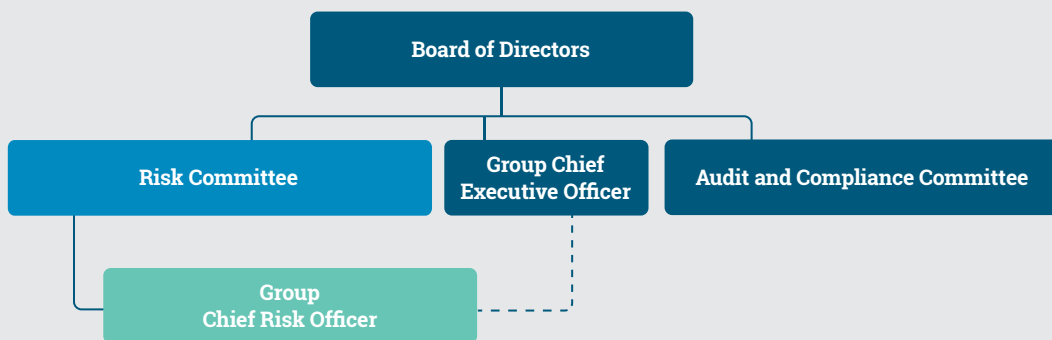 Board of Directors
Risk Committee
Group Chief
Executive Officer
Audit and Compliance Committee
Group
Chief Risk Officer